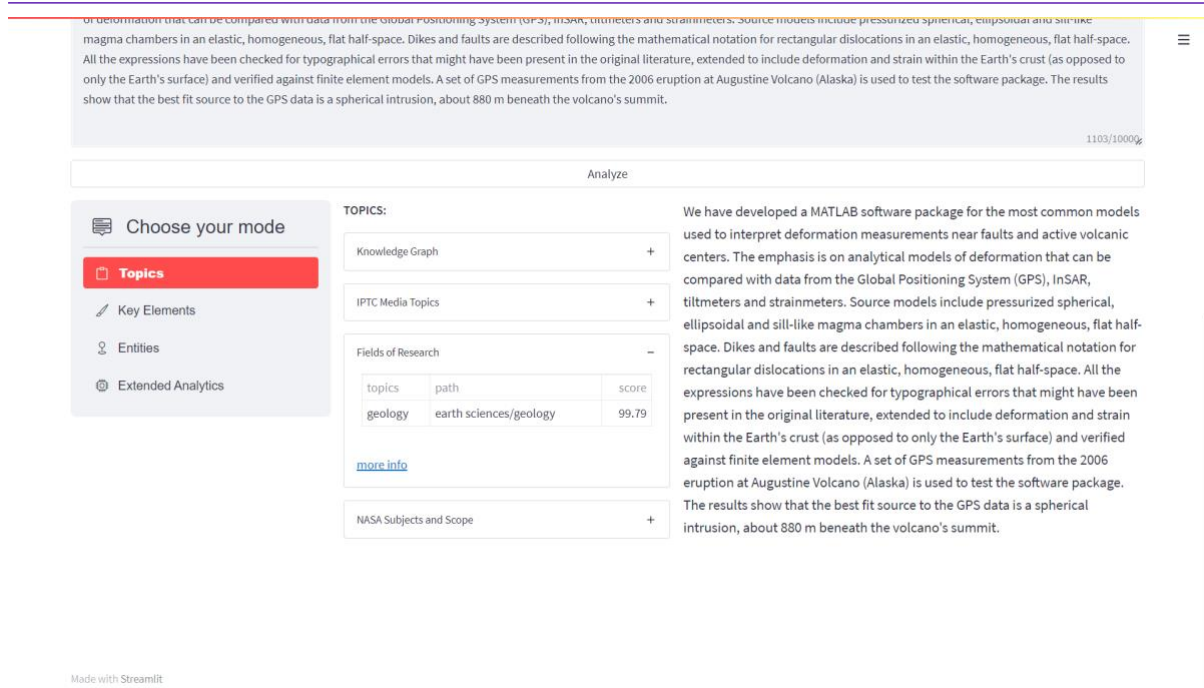 of deformation that can be compared with data from the Global Positioning System (GPS), InSAR, tiltmeters and strainmeters. Source models include pressurized spherical, ellipsoidal and sill-like
magma chambers in an elastic, homogeneous, flat half-space. Dikes and faults are described following the mathematical notation for rectangular dislocations in an elastic, homogeneous, flat half-space.
All the expressions have been checked for typographical errors that might have been present in the original literature, extended to include deformation and strain within the Earth's crust (as opposed to
only the Earth's surface) and verified against finite element models. A set of GPS measurements from the 2006 eruption at Augustine Volcano (Alaska) is used to test the software package. The results
show that the best fit source to the GPS data is a spherical intrusion, about 880 m beneath the volcano's summit.
1103/10000
Analyze
Choose your mode
Topics
Key Elements
Entities
Extended Analytics
TOPICS:
Knowledge Graph +
IPTC Media Topics +
Fields of Research −
topics path score
geology earth sciences/geology 99.79
more info
NASA Subjects and Scope +
We have developed a MATLAB software package for the most common models
used to interpret deformation measurements near faults and active volcanic
centers. The emphasis is on analytical models of deformation that can be
compared with data from the Global Positioning System (GPS), InSAR,
tiltmeters and strainmeters. Source models include pressurized spherical,
ellipsoidal and sill-like magma chambers in an elastic, homogeneous, flat half-
space. Dikes and faults are described following the mathematical notation for
rectangular dislocations in an elastic, homogeneous, flat half-space. All the
expressions have been checked for typographical errors that might have been
present in the original literature, extended to include deformation and strain
within the Earth's crust (as opposed to only the Earth's surface) and verified
against finite element models. A set of GPS measurements from the 2006
eruption at Augustine Volcano (Alaska) is used to test the software package.
The results show that the best fit source to the GPS data is a spherical
intrusion, about 880 m beneath the volcano's summit.
Made with Streamlit